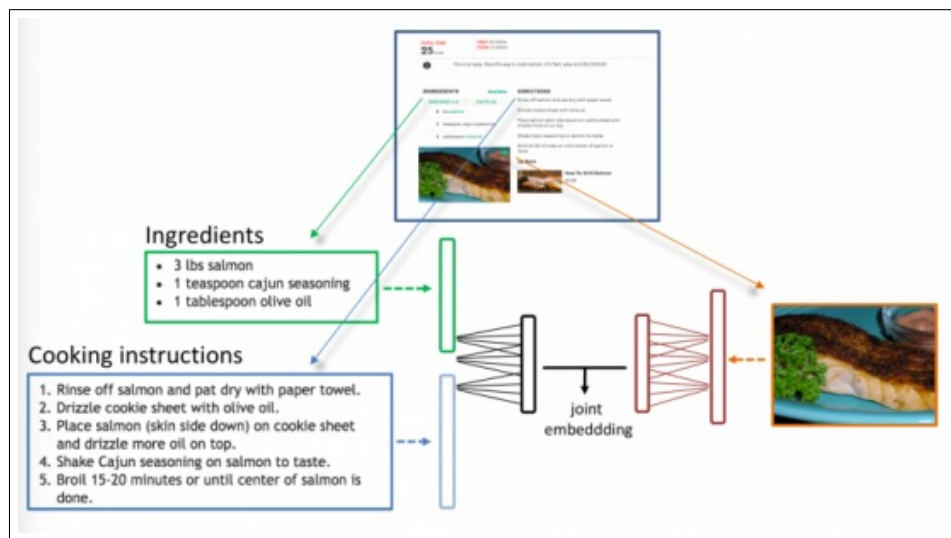 25
INGREDIENTS
DIRECTIONS
Ingredients
• 3 lbs salmon
• 1 teaspoon cajun seasoning
• 1 tablespoon olive oil
Cooking instructions
1. Rinse off salmon and pat dry with paper towel.
2. Drizzle cookie sheet with olive oil.
3. Place salmon (skin side down) on cookie sheet
and drizzle more oil on top.
4. Shake Cajun seasoning on salmon to taste.
5. Broil 15-20 minutes or until center of salmon is
done.
joint
embeddding